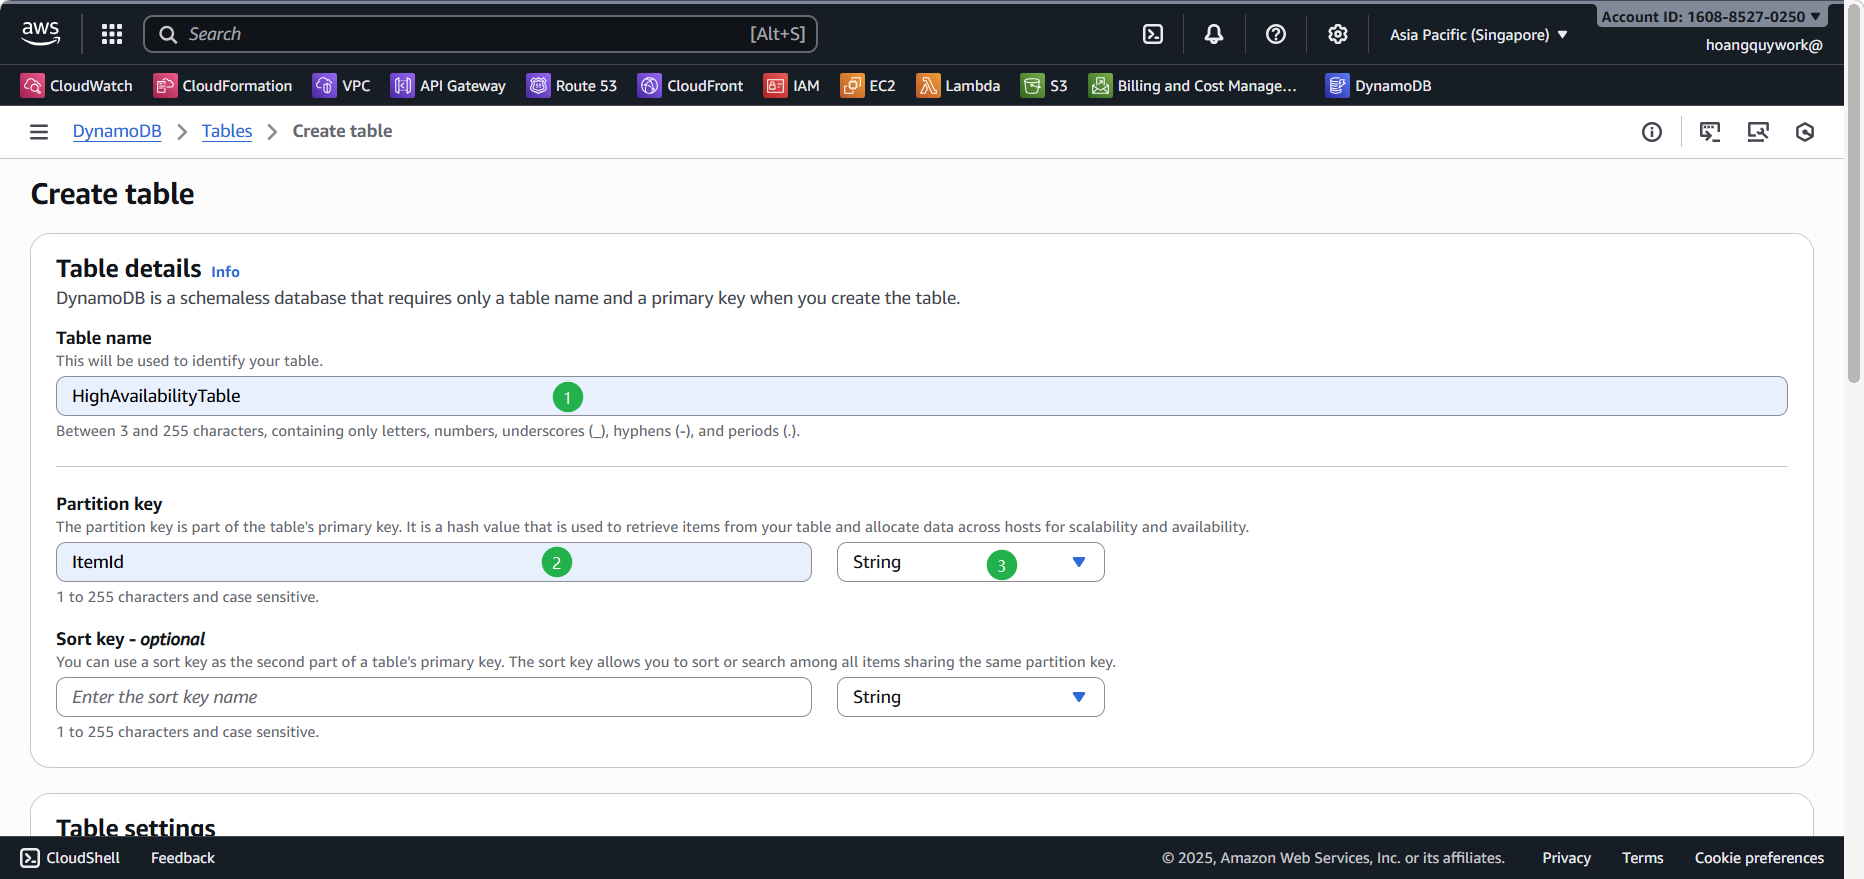 aws
Search [Alt+S]
Asia Pacific (Singapore)
Account ID: 1608-8527-0250
hoangquywork@
CloudWatch CloudFormation VPC API Gateway Route 53 CloudFront IAM EC2 Lambda S3 Billing and Cost Manage... DynamoDB
DynamoDB Tables Create table
Create table
Table details Info
DynamoDB is a schemaless database that requires only a table name and a primary key when you create the table.
Table name
This will be used to identify your table.
HighAvailabilityTable 1
Between 3 and 255 characters, containing only letters, numbers, underscores (_), hyphens (-), and periods (.).
Partition key
The partition key is part of the table's primary key. It is a hash value that is used to retrieve items from your table and allocate data across hosts for scalability and availability.
ItemId 2 String 3
1 to 255 characters and case sensitive.
Sort key - optional
You can use a sort key as the second part of a table's primary key. The sort key allows you to sort or search among all items sharing the same partition key.
Enter the sort key name String
1 to 255 characters and case sensitive.
Table settings
CloudShell Feedback © 2025, Amazon Web Services, Inc. or its affiliates. Privacy Terms Cookie preferences